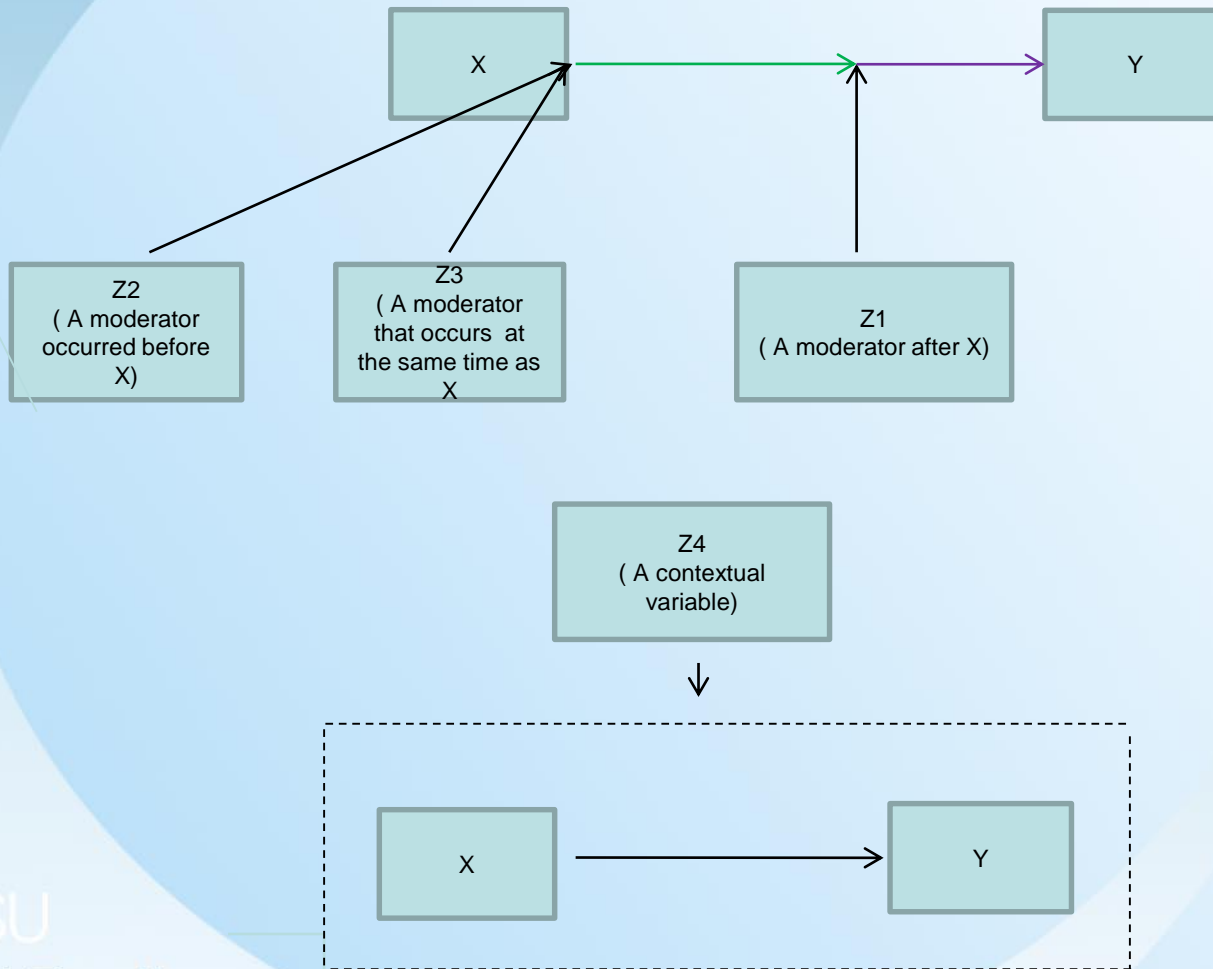 X
Y
Z2
( A moderator
occurred before
X)
Z3
( A moderator
that occurs at
the same time as
X
Z1
( A moderator after X)
Z4
( A contextual
variable)
X
Y